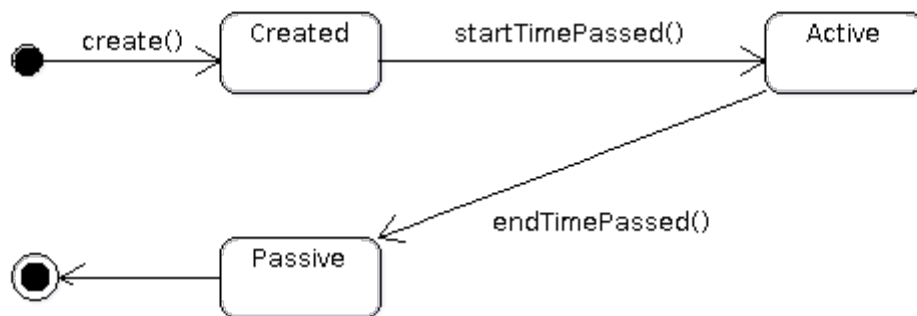 create()
Created
startTimePassed()
Active
endTimePassed()
Passive